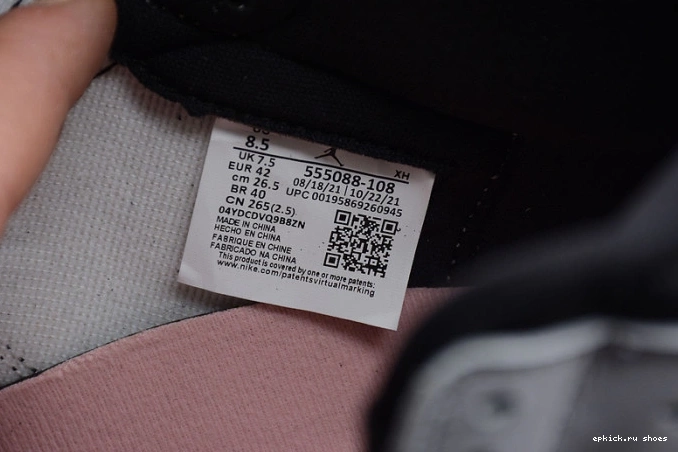 8.5
UK 7.5
EUR 42
cm 26.5
BR 40
CN 265(2.5)
XH
555088-108
08/18/21 | 10/22/21
UPC 00195869260945
04YDCDVQ9B8ZN
MADE IN CHINA
HECHO EN CHINA
FABRIQUE EN CHINE
FABRICADO NA CHINA
This product is covered by one or more patents:
www.nike.com/patentsvirtualmarking
epkick.ru shoes